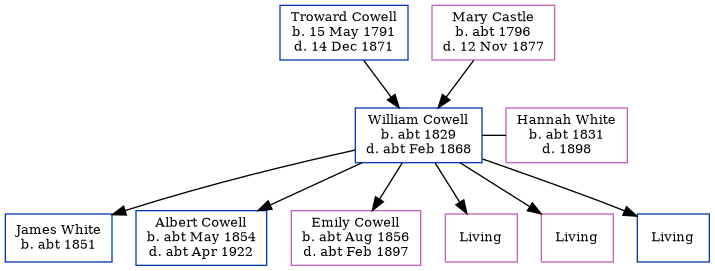 Troward Cowell
b. 15 May 1791
d. 14 Dec 1871
Mary Castle
b. abt 1796
d. 12 Nov 1877
William Cowell
b. abt 1829
d. abt Feb 1868
Hannah White
b. abt 1831
d. 1898
James White
b. abt 1851
Albert Cowell
b. abt May 1854
d. abt Apr 1922
Emily Cowell
b. abt Aug 1856
d. abt Feb 1897
Living
Living
Living